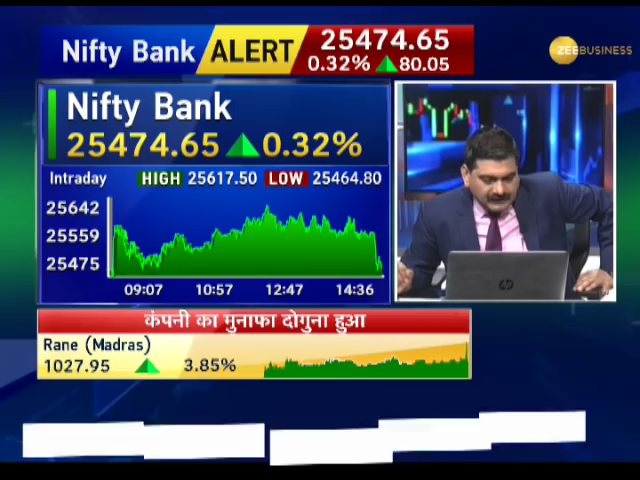 Nifty Bank ALERT 25474.65
0.32% 80.05
ZEE BUSINESS
Nifty Bank
25474.65 0.32%
Intraday HIGH 25617.50 LOW 25464.80
25642
25559
25475
09:07 10:57 12:47 14:36
hp
कंपनी का मुनाफा दोगुना हुआ
Rane (Madras)
1027.95 3.85%